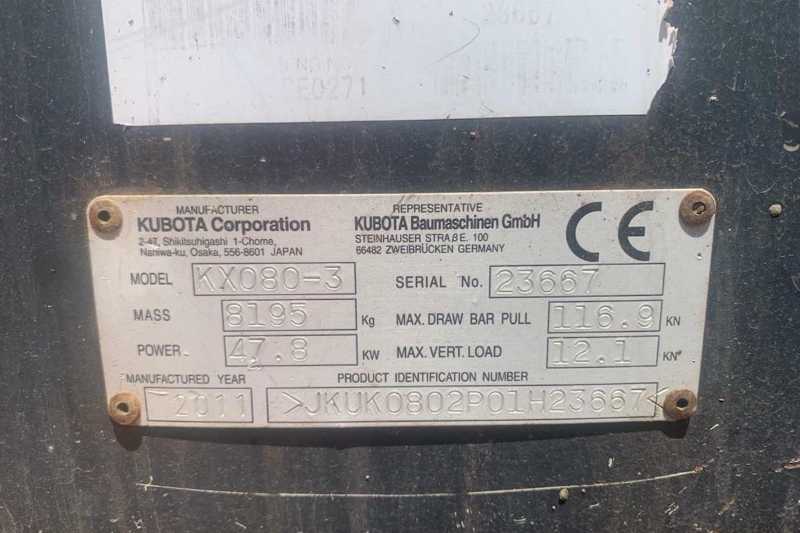 E0271
MANUFACTURER
KUBOTA Corporation
2-47, Shikitsuhigashi 1-Chome,
Naniwa-ku, Osaka, 556-8601 JAPAN
REPRESENTATIVE
KUBOTA Baumaschinen GmbH
STEINHAUSER STRAβE. 100
66482 ZWEIBRÜCKEN GERMANY
CE
MODEL KX080-3 SERIAL No. 23667
MASS 8195 Kg MAX. DRAW BAR PULL 116.9 KN
POWER 47.8 KW MAX. VERT. LOAD 12.1 KN
MANUFACTURED YEAR PRODUCT IDENTIFICATION NUMBER
2011 >JKUK0802P01H23667<